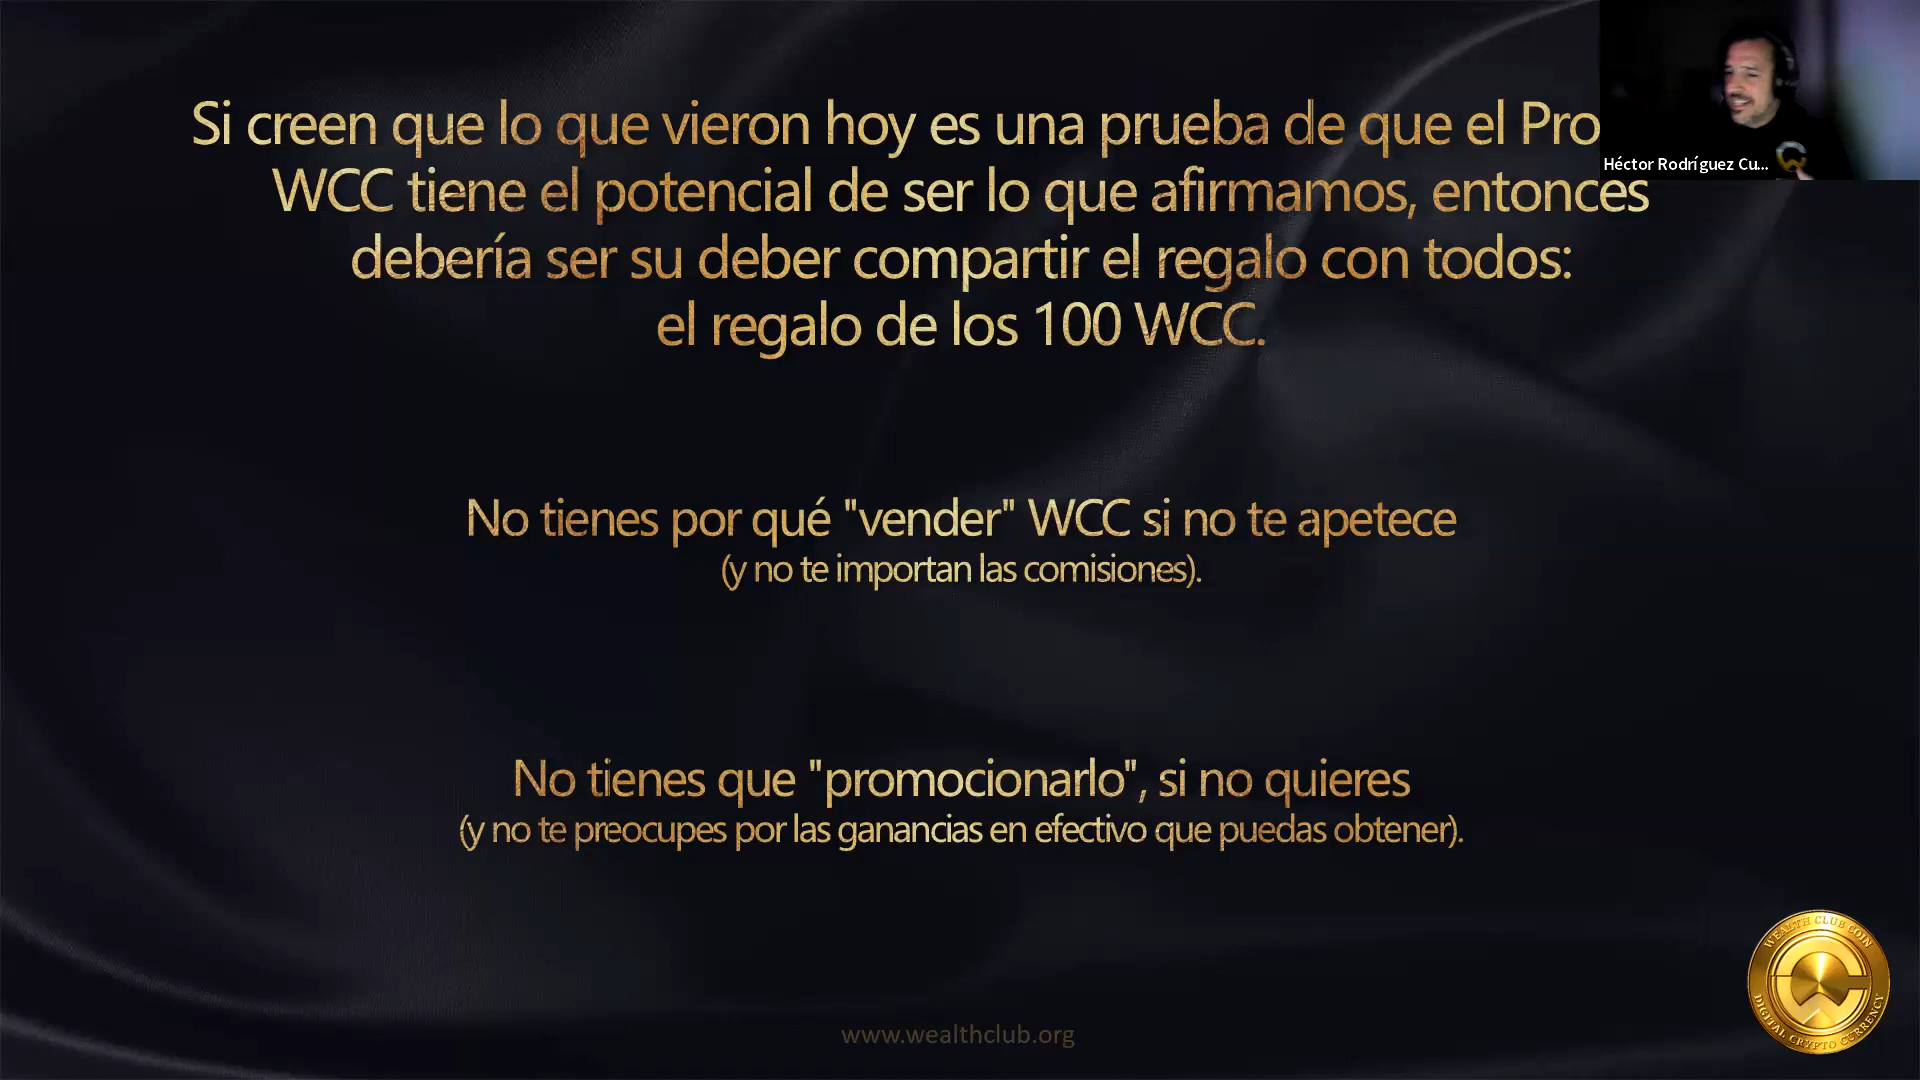 Si creen que lo que vieron hoy es una prueba de que el Pro
WCC tiene el potencial de ser lo que afirmamos, entonces
debería ser su deber compartir el regalo con todos:
el regalo de los 100 WCC.
Héctor Rodríguez Cu...
No tienes por qué "vender" WCC si no te apetece
(y no te importan las comisiones).
No tienes que "promocionarlo", si no quieres
(y no te preocupes por las ganancias en efectivo que puedas obtener).
WEALTH CLUB COIN
DIGITAL CRYPTO CURRENCY
www.wealthclub.org